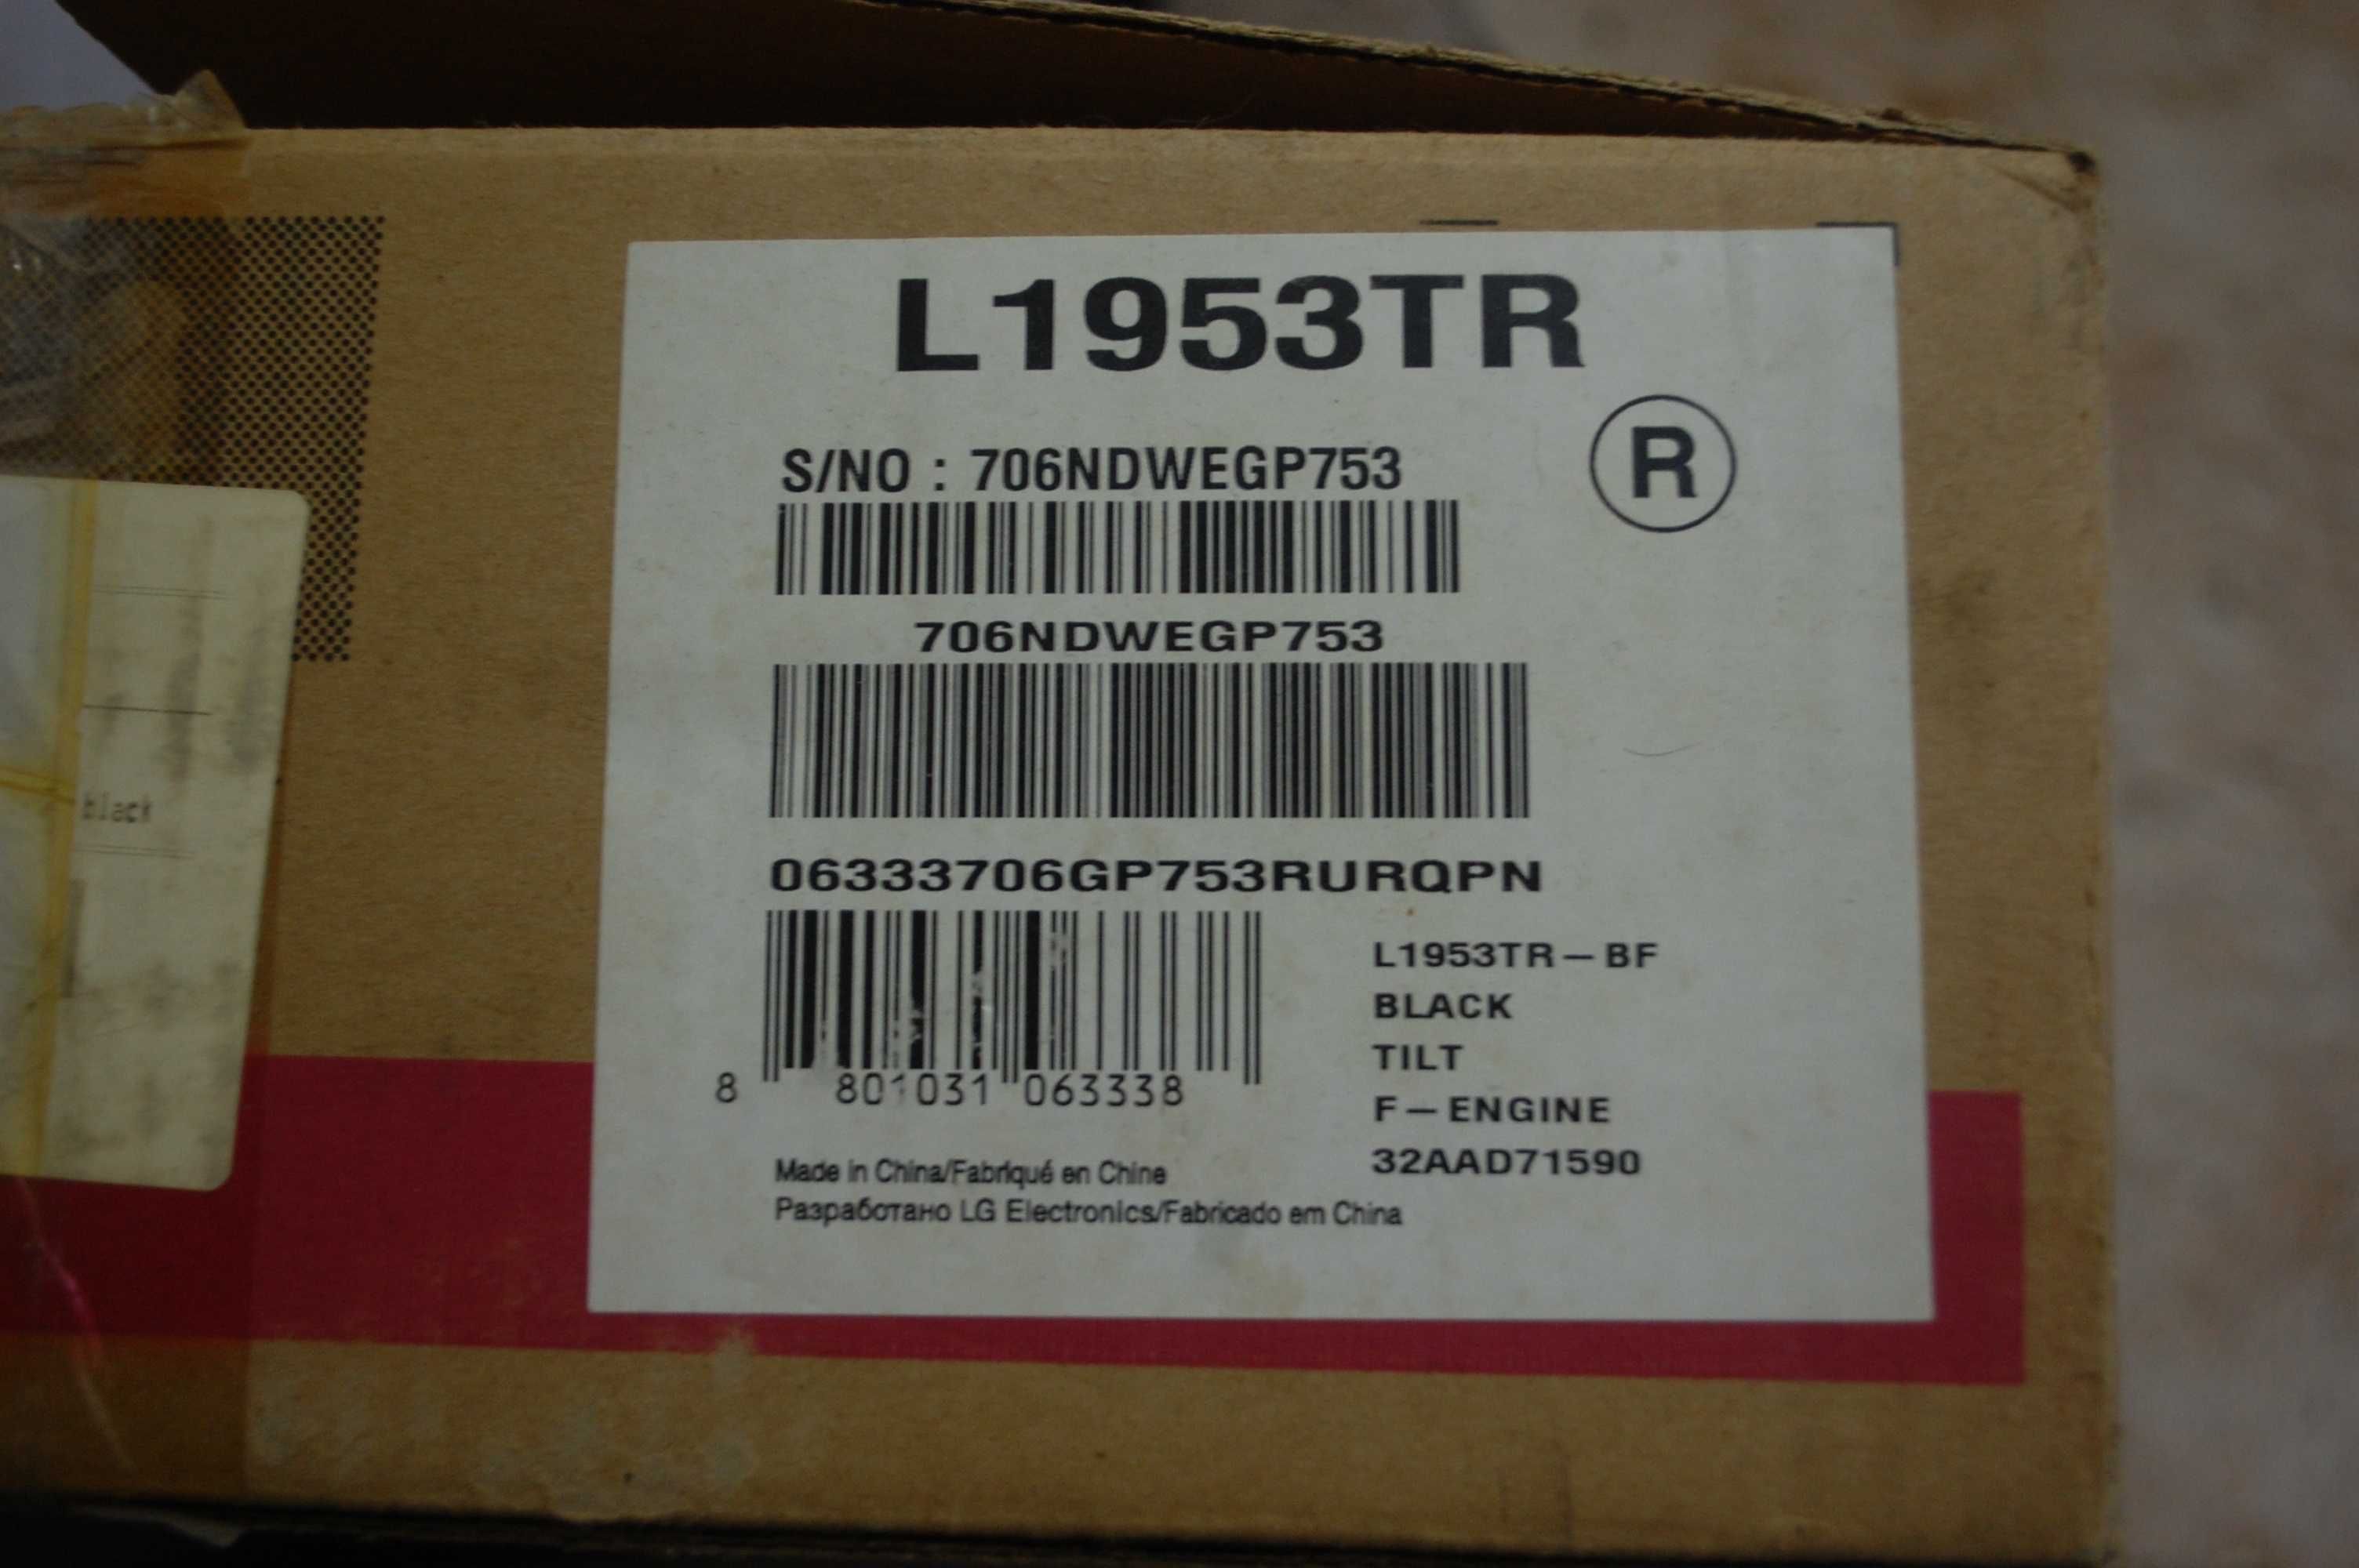 L1953TR
R
S/NO : 706NDWEGP753
706NDWEGP753
06333706GP753RURQPN
8 801031 063338
L1953TR-BF
BLACK
TILT
F-ENGINE
32AAD71590
Made in China/Fabriqué en Chine
Разработано LG Electronics/Fabricado em China
black